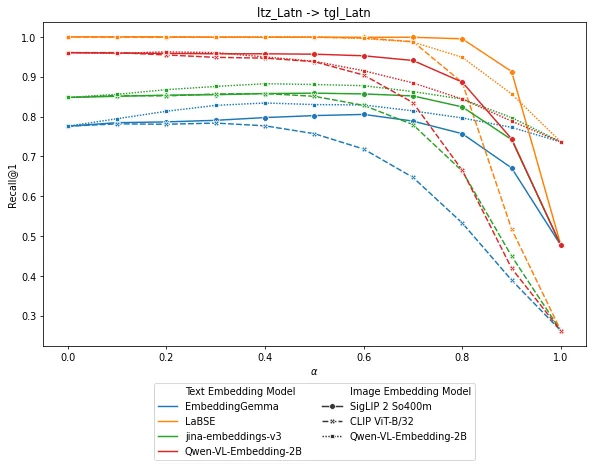 ltz_Latn -> tgl_Latn
Recall@1
1.0
0.9
0.8
0.7
0.6
0.5
0.4
0.3
0.0 0.2 0.4 0.6 0.8 1.0
α
Text Embedding Model
EmbeddingGemma
LaBSE
jina-embeddings-v3
Qwen-VL-Embedding-2B
Image Embedding Model
SigLIP 2 So400m
CLIP ViT-B/32
Qwen-VL-Embedding-2B